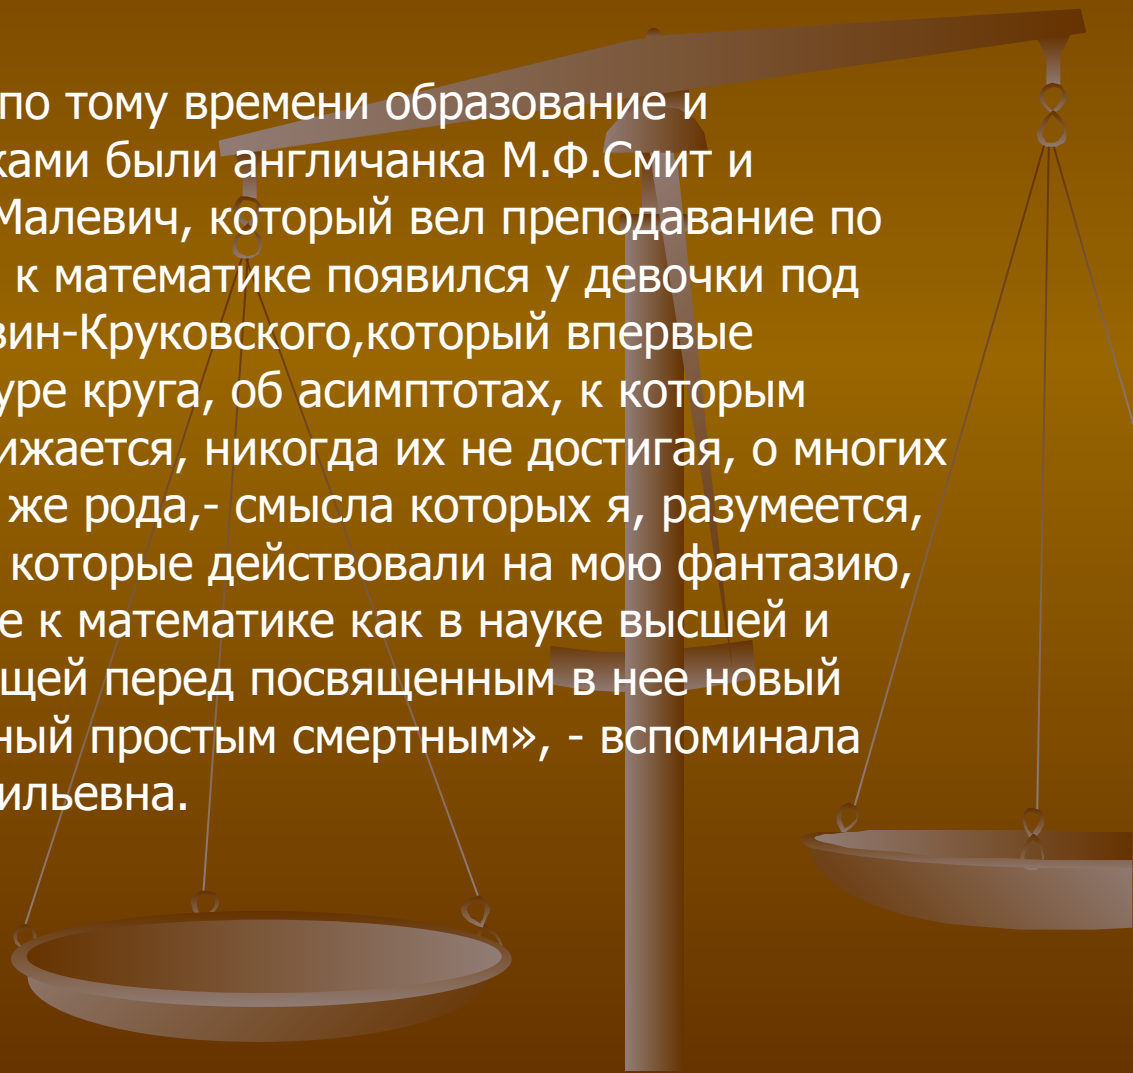 по тому времени образование и
ками были англичанка М.Ф.Смит и
Малевич, который вел преподавание по
к математике появился у девочки под
вин-Круковского,который впервые
уре круга, об асимптотах, к которым
ижается, никогда их не достигая, о многих
же рода,- смысла которых я, разумеется,
которые действовали на мою фантазию,
е к математике как в науке высшей и
щей перед посвященным в нее новый
ный простым смертным», - вспоминала
ильевна.